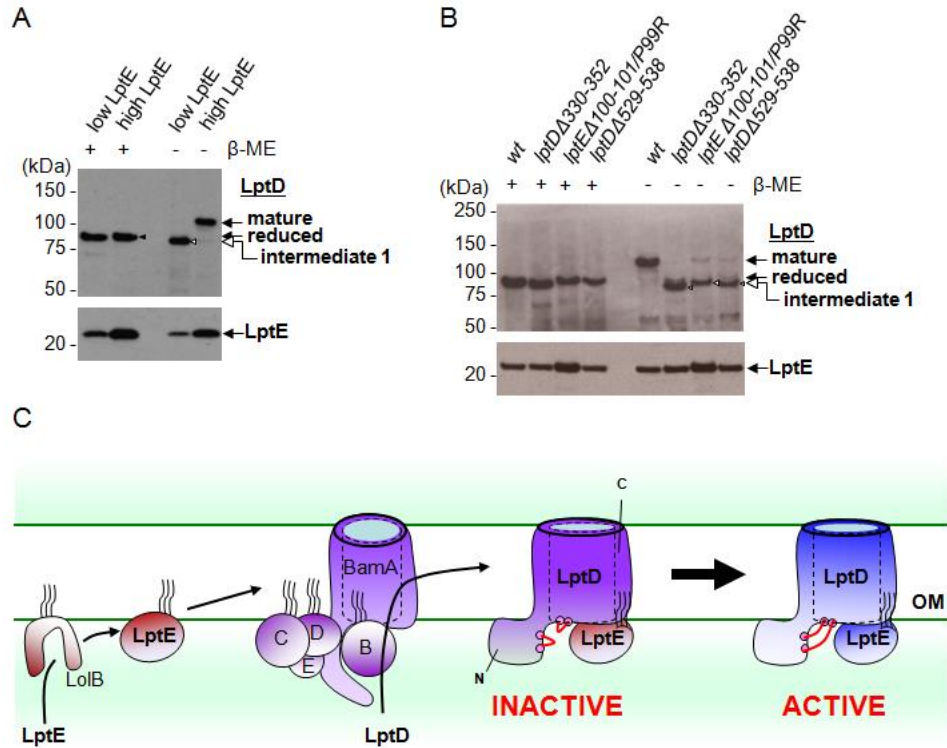 A
low LptE
high LptE
low LptE
high LptE
+ + - - β-ME
(kDa)
LptD
150
100
75
50
mature
reduced
intermediate 1
20
LptE
B
wt
lptDΔ330-352
lptEΔ100-101/P99R
lptDΔ529-538
wt
lptDΔ330-352
lptE Δ100-101/P99R
lptDΔ529-538
+ + + + - - - - β-ME
(kDa)
250
150
100
75
50
LptD
mature
reduced
intermediate 1
20
LptE
C
LptE
LolB
LptE
C
D
E
B
BamA
LptD
C
LptD
LptE
N
INACTIVE
LptD
LptE
OM
ACTIVE